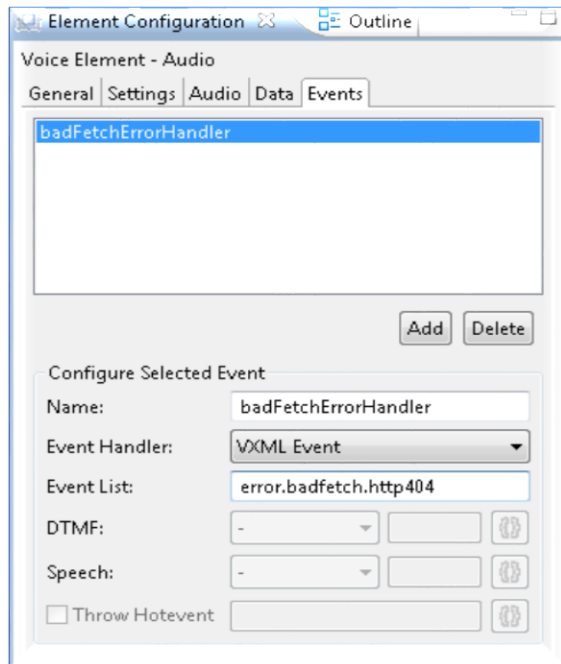 Element Configuration Outline
Voice Element - Audio
General Settings Audio Data Events
badFetchErrorHandler
Add Delete
Configure Selected Event
Name: badFetchErrorHandler
Event Handler: VXML Event
Event List: error.badfetch.http404
DTMF: -
Speech: -
Throw Hotevent